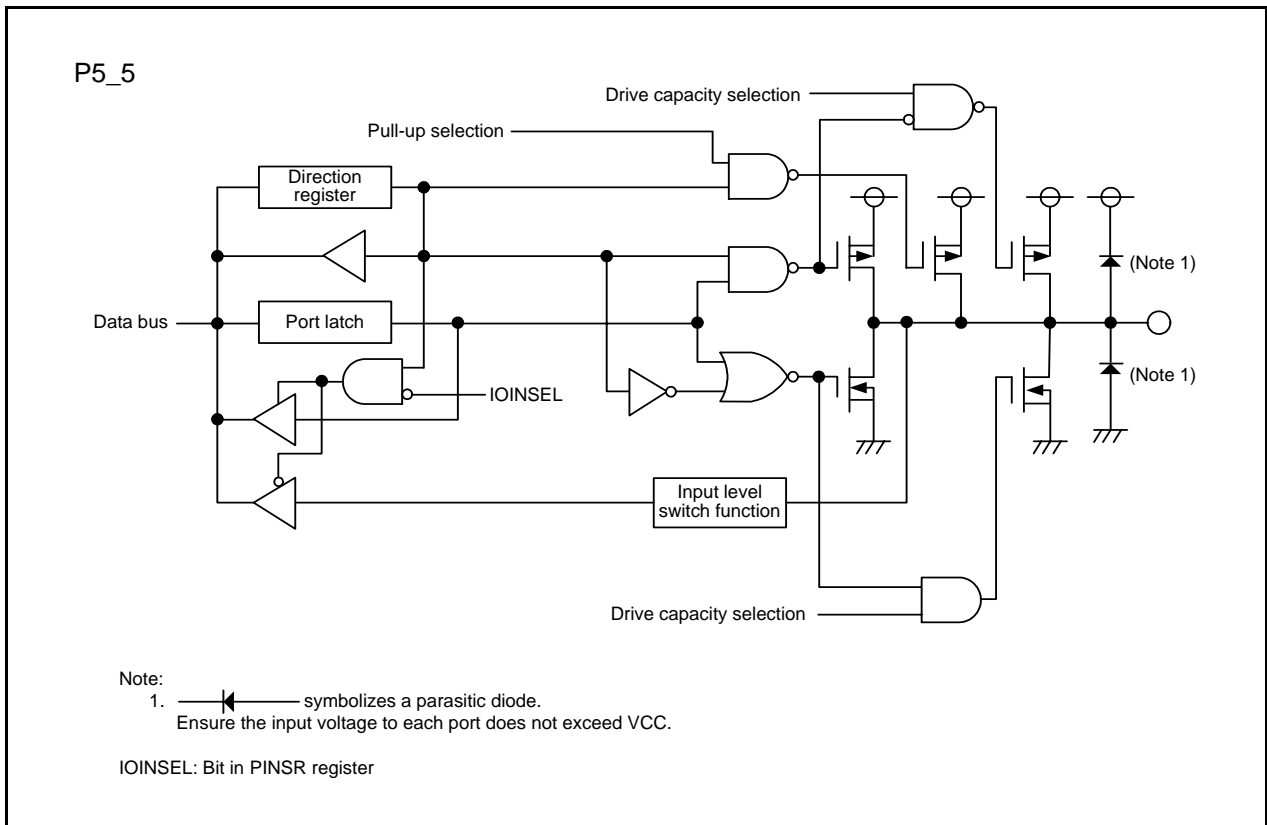 P5_5
Drive capacity selection
Pull-up selection
Direction
register
(Note 1)
Data bus
Port latch
IOINSEL
(Note 1)
Input level
switch function
Drive capacity selection
Note:
1. symbolizes a parasitic diode.
Ensure the input voltage to each port does not exceed VCC.
IOINSEL: Bit in PINSR register